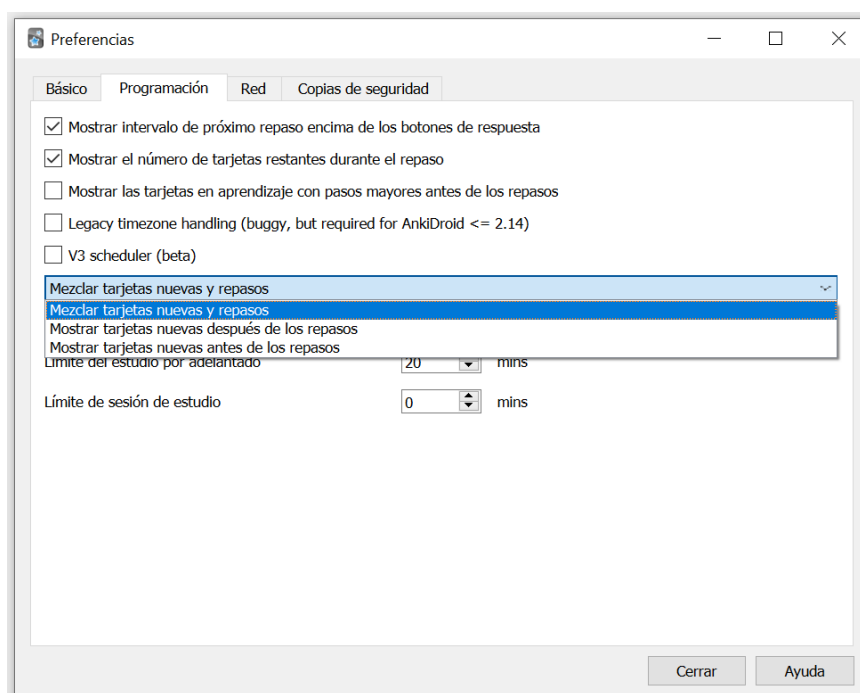 Preferencias
Básico Programación Red Copias de seguridad
Mostrar intervalo de próximo repaso encima de los botones de respuesta
Mostrar el número de tarjetas restantes durante el repaso
Mostrar las tarjetas en aprendizaje con pasos mayores antes de los repasos
Legacy timezone handling (buggy, but required for AnkiDroid <= 2.14)
V3 scheduler (beta)
Mezclar tarjetas nuevas y repasos
Mezclar tarjetas nuevas y repasos
Mostrar tarjetas nuevas después de los repasos
Mostrar tarjetas nuevas antes de los repasos
Límite del estudio por adelantado 20 mins
Límite de sesión de estudio 0 mins
Cerrar Ayuda